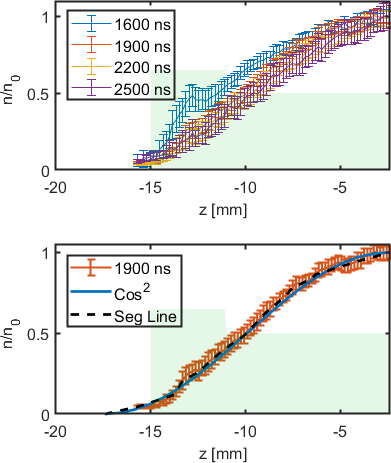 n/n0
1
0.5
0
1600 ns
1900 ns
2200 ns
2500 ns
-20 -15 -10 -5
z [mm]
n/n0
1
0.5
0
1900 ns
Cos2
Seg Line
-20 -15 -10 -5
z [mm]